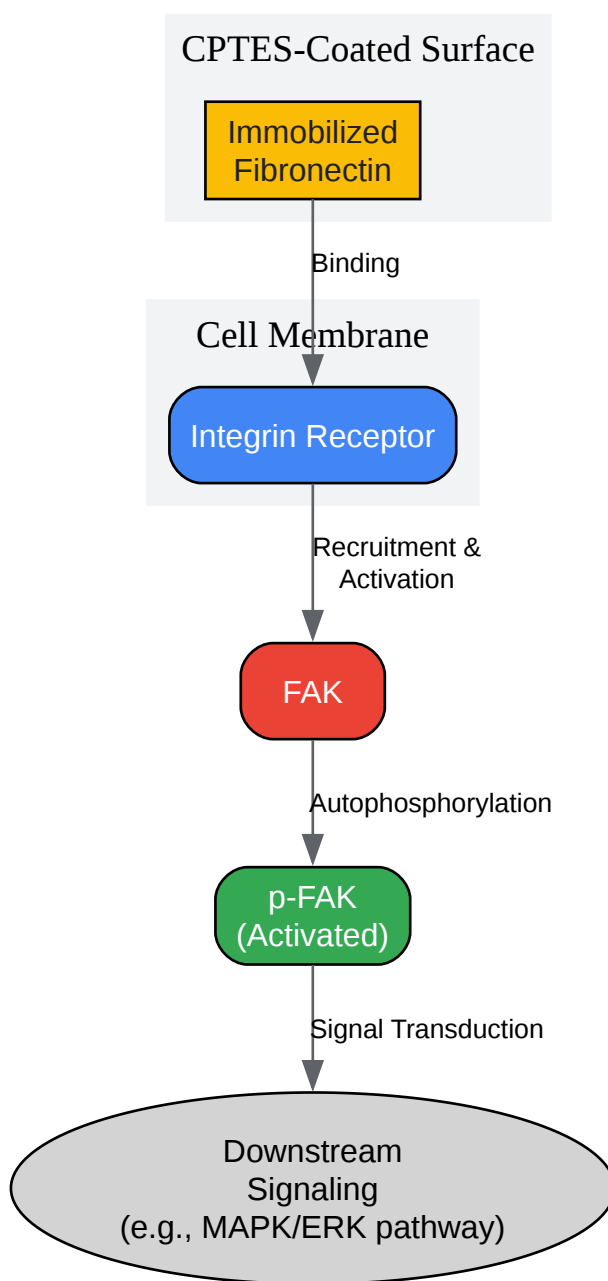 CPTES-Coated Surface
Immobilized
Fibronectin
Binding
Cell Membrane
Integrin Receptor
Recruitment &
Activation
FAK
Autophosphorylation
p-FAK
(Activated)
Signal Transduction
Downstream
Signaling
(e.g., MAPK/ERK pathway)